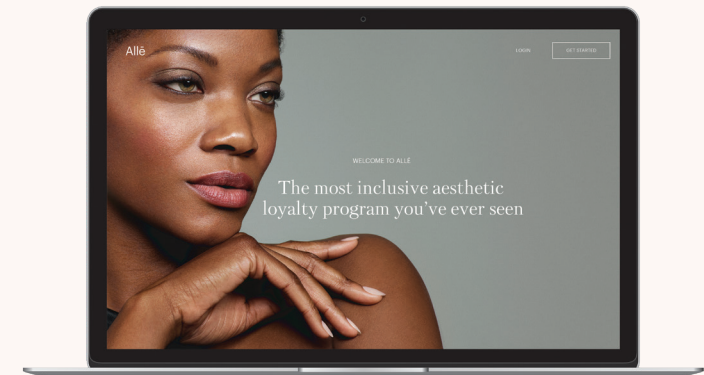 Allē
LOGIN
GET STARTED
WELCOME TO ALLĒ
The most inclusive aesthetic
loyalty program you’ve ever seen